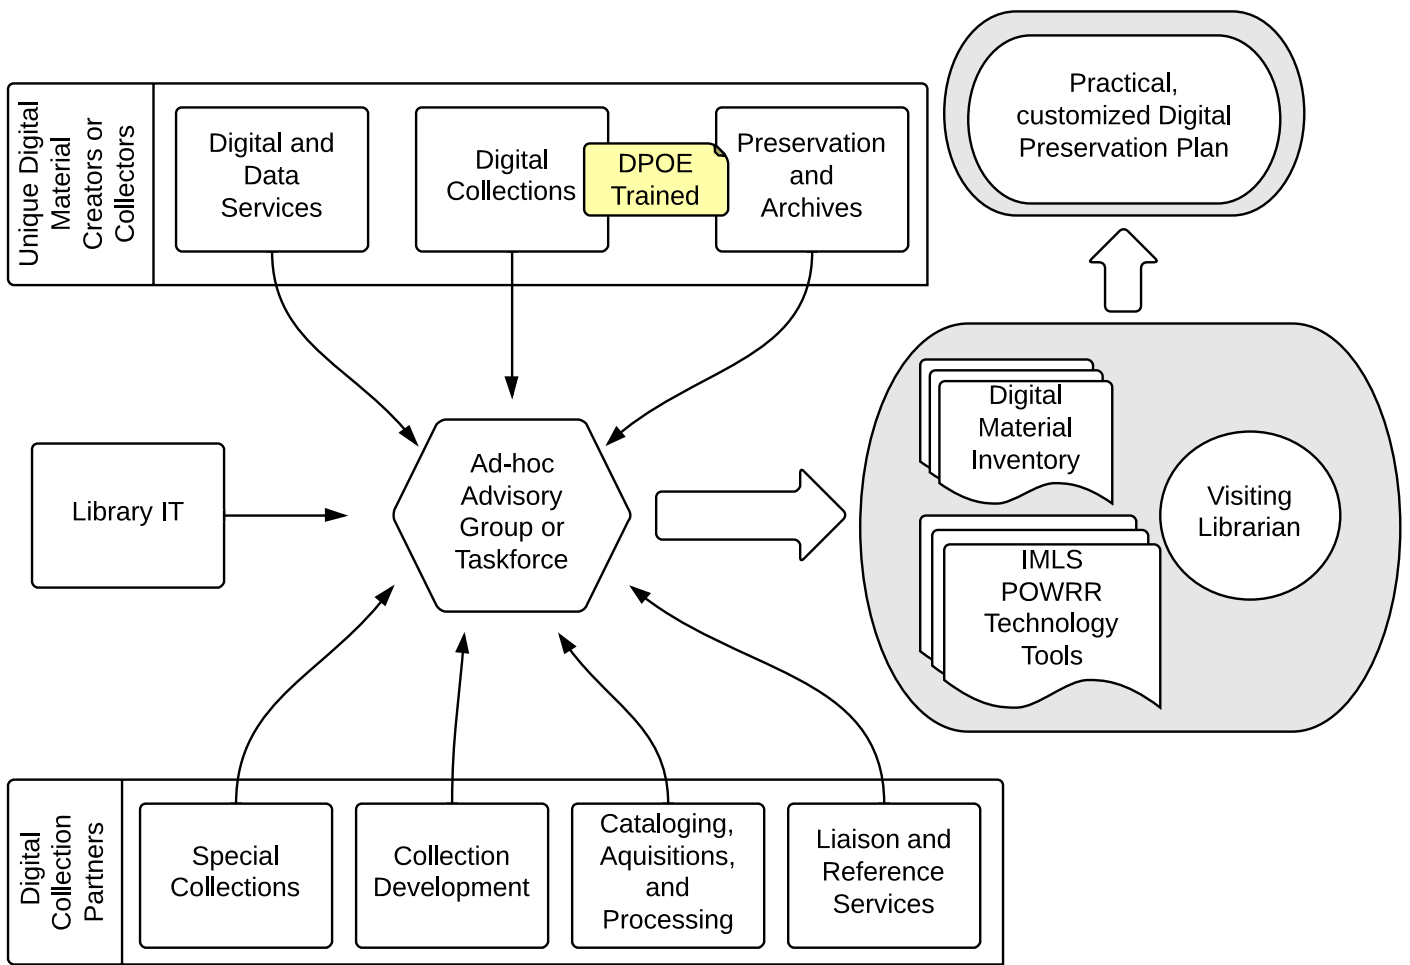 Unique Digital
Material
Creators or
Collectors
Digital and
Data
Services
Digital
Collections
DPOE
Trained
Preservation
and
Archives
Practical,
customized Digital
Preservation Plan
Library IT
Ad-hoc
Advisory
Group or
Taskforce
Digital
Material
Inventory
IMLS
POWRR
Technology
Tools
Visiting
Librarian
Digital
Collection
Partners
Special
Collections
Collection
Development
Cataloging,
Aquisitions,
and
Processing
Liaison and
Reference
Services